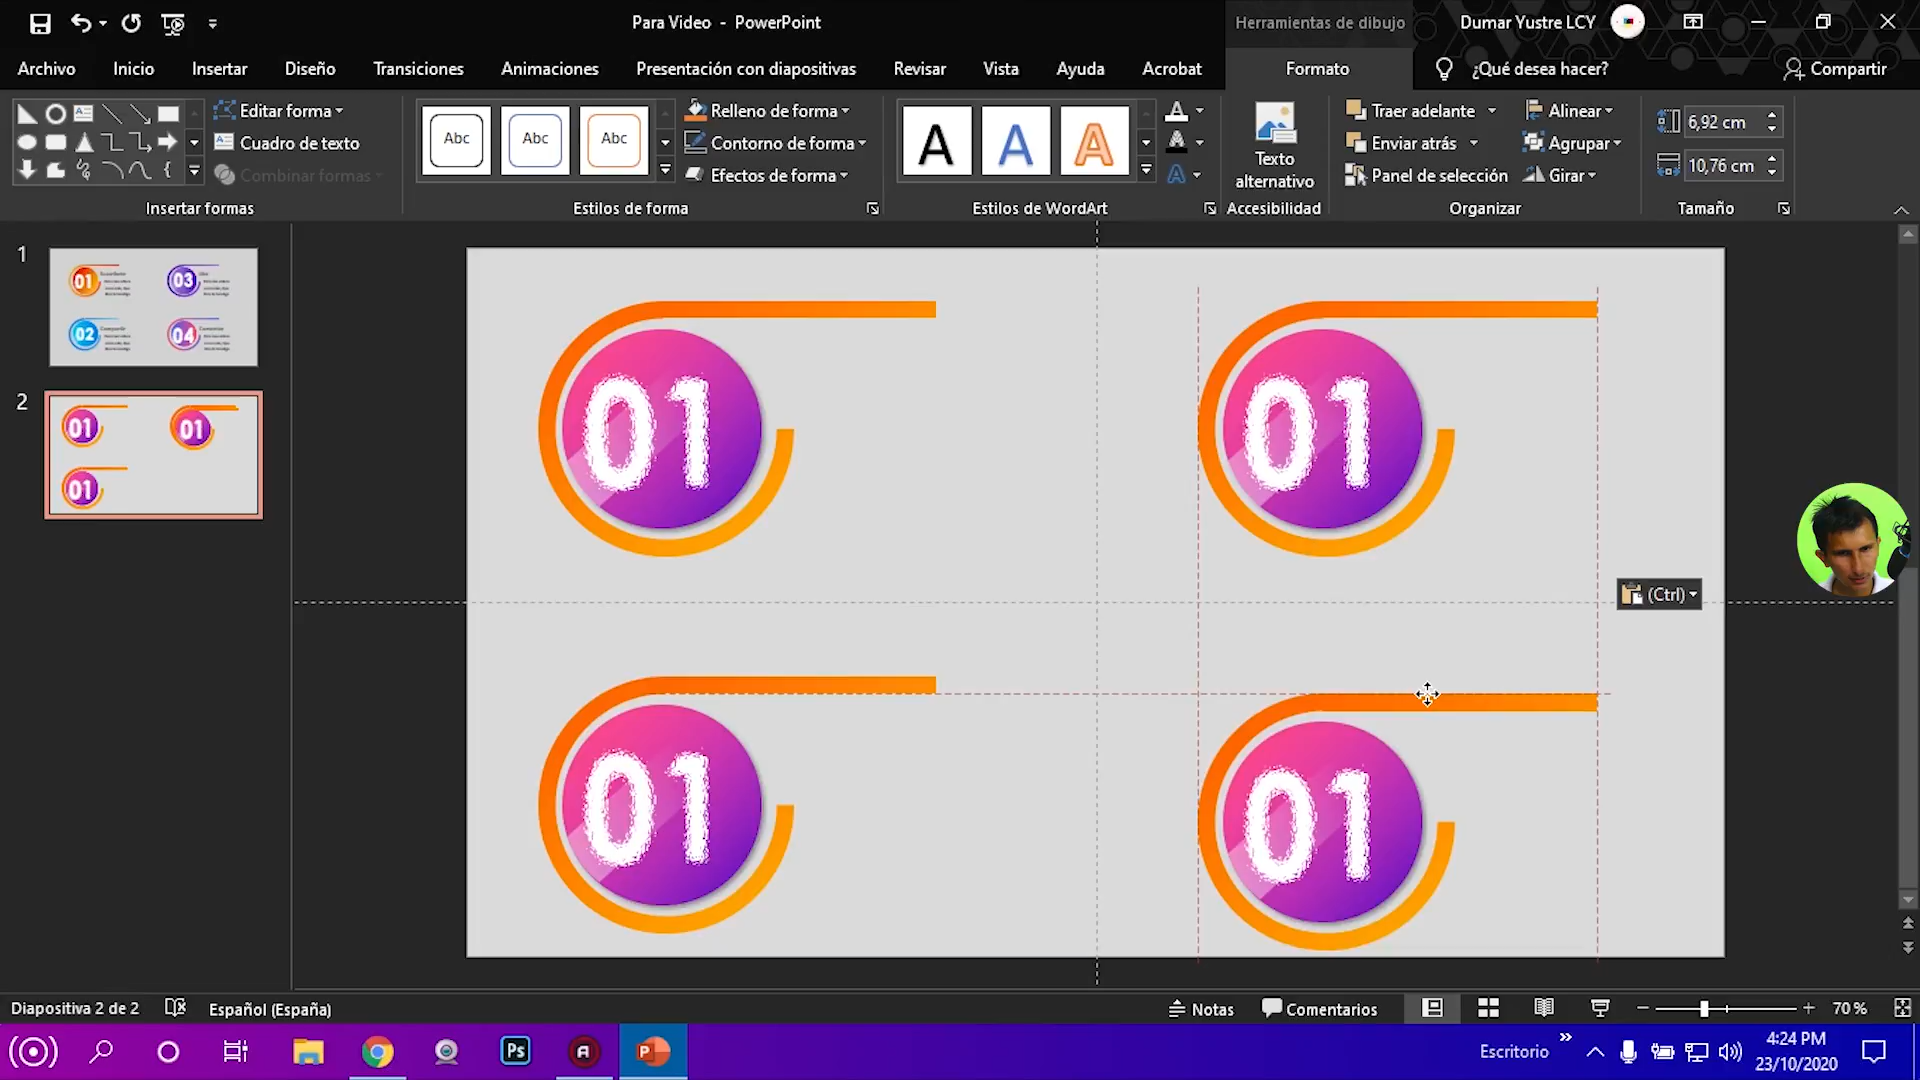 Para Video - PowerPoint
Herramientas de dibujo
Dumar Yustre LCY
Archivo
Inicio
Insertar
Diseño
Transiciones
Animaciones
Presentación con diapositivas
Revisar
Vista
Ayuda
Acrobat
Formato
¿Qué desea hacer?
Compartir
Editar forma
Cuadro de texto
Combinar formas
Insertar formas
Abc
Abc
Abc
Relleno de forma
Contorno de forma
Efectos de forma
Estilos de forma
A
A
A
A
A
A
Estilos de WordArt
Texto
alternativo
Accesibilidad
Traer adelante
Enviar atrás
Panel de selección
Alinear
Agrupar
Girar
Organizar
6,92 cm
10,76 cm
Tamaño
1
01
03
02
04
2
01
01
01
01
01
01
01
(Ctrl)
Diapositiva 2 de 2
Español (España)
Notas
Comentarios
70 %
Ps
A
P
Escritorio
4:24 PM
23/10/2020